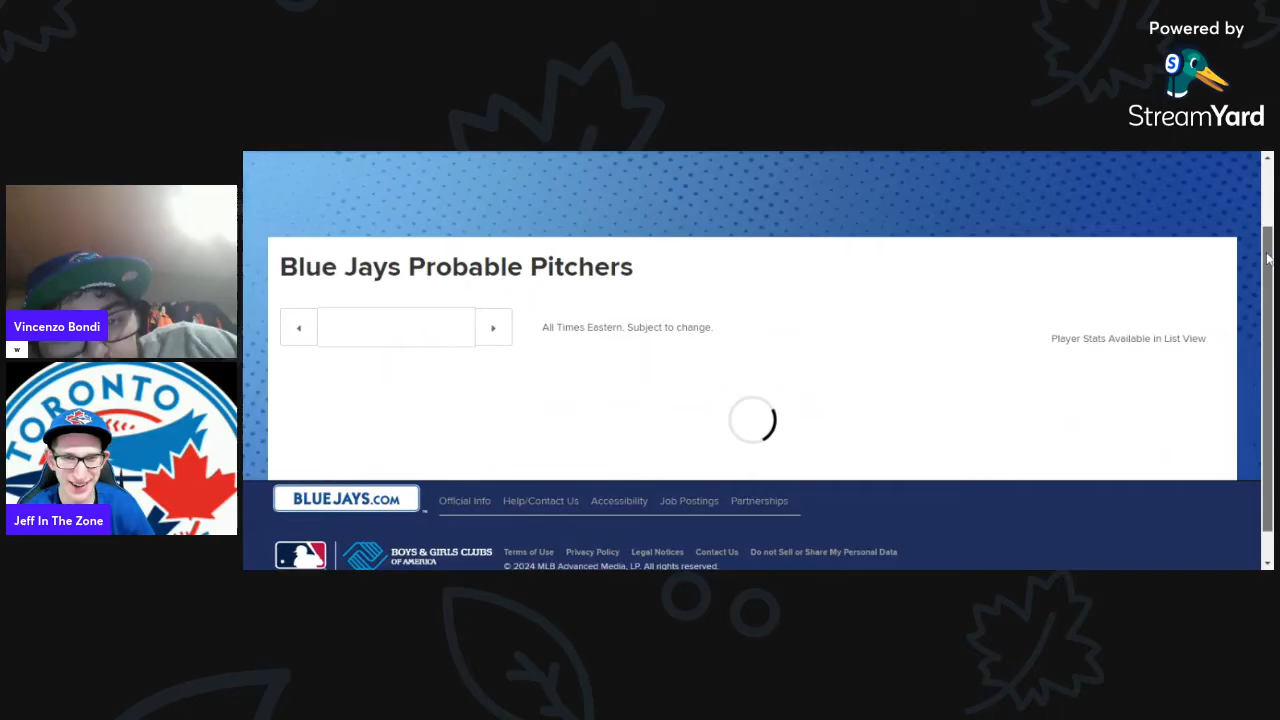 Powered by
StreamYard
Blue Jays Probable Pitchers
All Times Eastern. Subject to change.
Player Stats Available in List View
Vincenzo Bondi
w
TORONTO
Jeff In The Zone
BLUEJAYS.COM
Official Info Help/Contact Us Accessibility Job Postings Partnerships
BOYS & GIRLS CLUBS
OF AMERICA
Terms of Use Privacy Policy Legal Notices Contact Us Do not Sell or Share My Personal Data
© 2024 MLB Advanced Media, LP. All rights reserved.